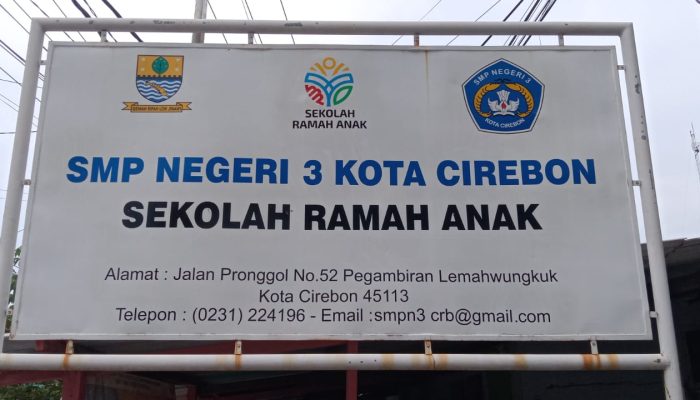 SEKOLAH
RAMAH ANAK
SMP NEGERI 3
KOTA CIREBON
SMP NEGERI 3 KOTA CIREBON
SEKOLAH RAMAH ANAK
Alamat : Jalan Pronggol No.52 Pegambiran Lemahwungkuk
Kota Cirebon 45113
Telepon : (0231) 224196 - Email :smpn3 crb@gmail.com